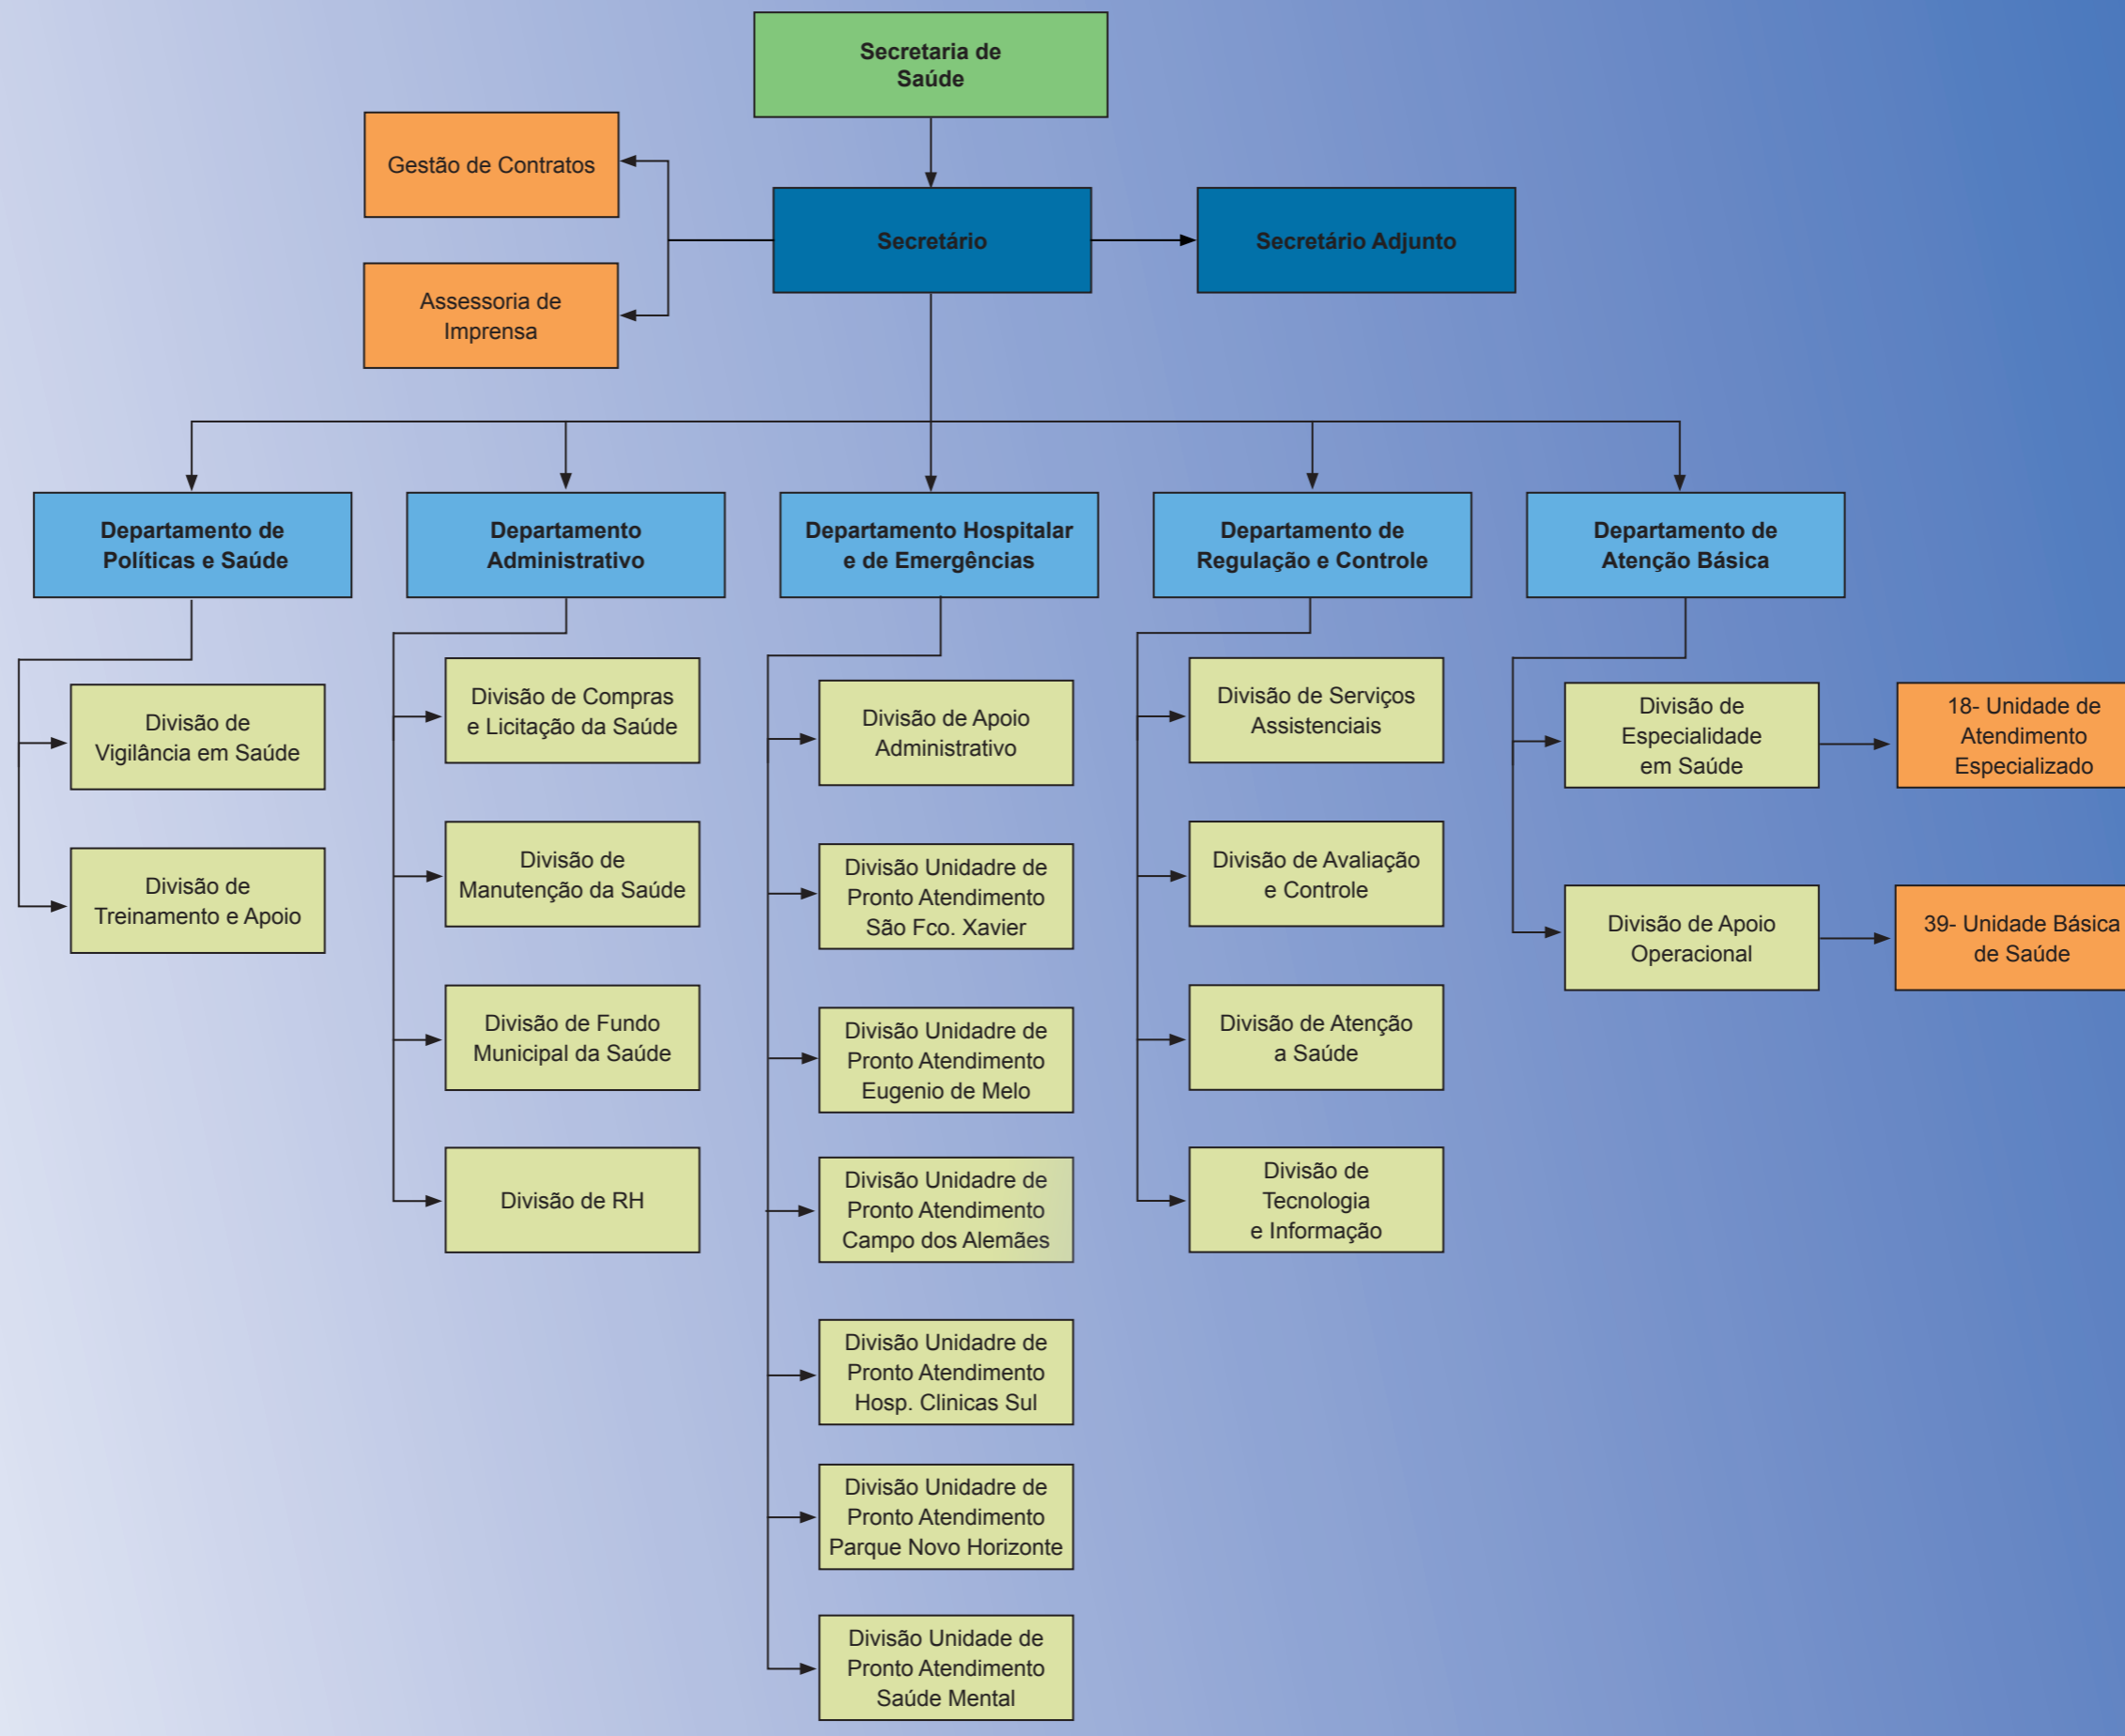 Secretaria de
Saúde
Gestão de Contratos
Secretário
Secretário Adjunto
Assessoria de
Imprensa
Departamento de
Políticas e Saúde
Departamento
Administrativo
Departamento Hospitalar
e de Emergências
Departamento de
Regulação e Controle
Departamento de
Atenção Básica
Divisão de
Vigilância em Saúde
Divisão de
Treinamento e Apoio
Divisão de Compras
e Licitação da Saúde
Divisão de
Manutenção da Saúde
Divisão de Fundo
Municipal da Saúde
Divisão de RH
Divisão de Apoio
Administrativo
Divisão Unidadre de
Pronto Atendimento
São Fco. Xavier
Divisão Unidadre de
Pronto Atendimento
Eugenio de Melo
Divisão Unidadre de
Pronto Atendimento
Campo dos Alemães
Divisão Unidadre de
Pronto Atendimento
Hosp. Clinicas Sul
Divisão Unidadre de
Pronto Atendimento
Parque Novo Horizonte
Divisão Unidade de
Pronto Atendimento
Saúde Mental
Divisão de Serviços
Assistenciais
Divisão de Avaliação
e Controle
Divisão de Atenção
a Saúde
Divisão de
Tecnologia
e Informação
Divisão de
Especialidade
em Saúde
18- Unidade de
Atendimento
Especializado
Divisão de Apoio
Operacional
39- Unidade Básica
de Saúde